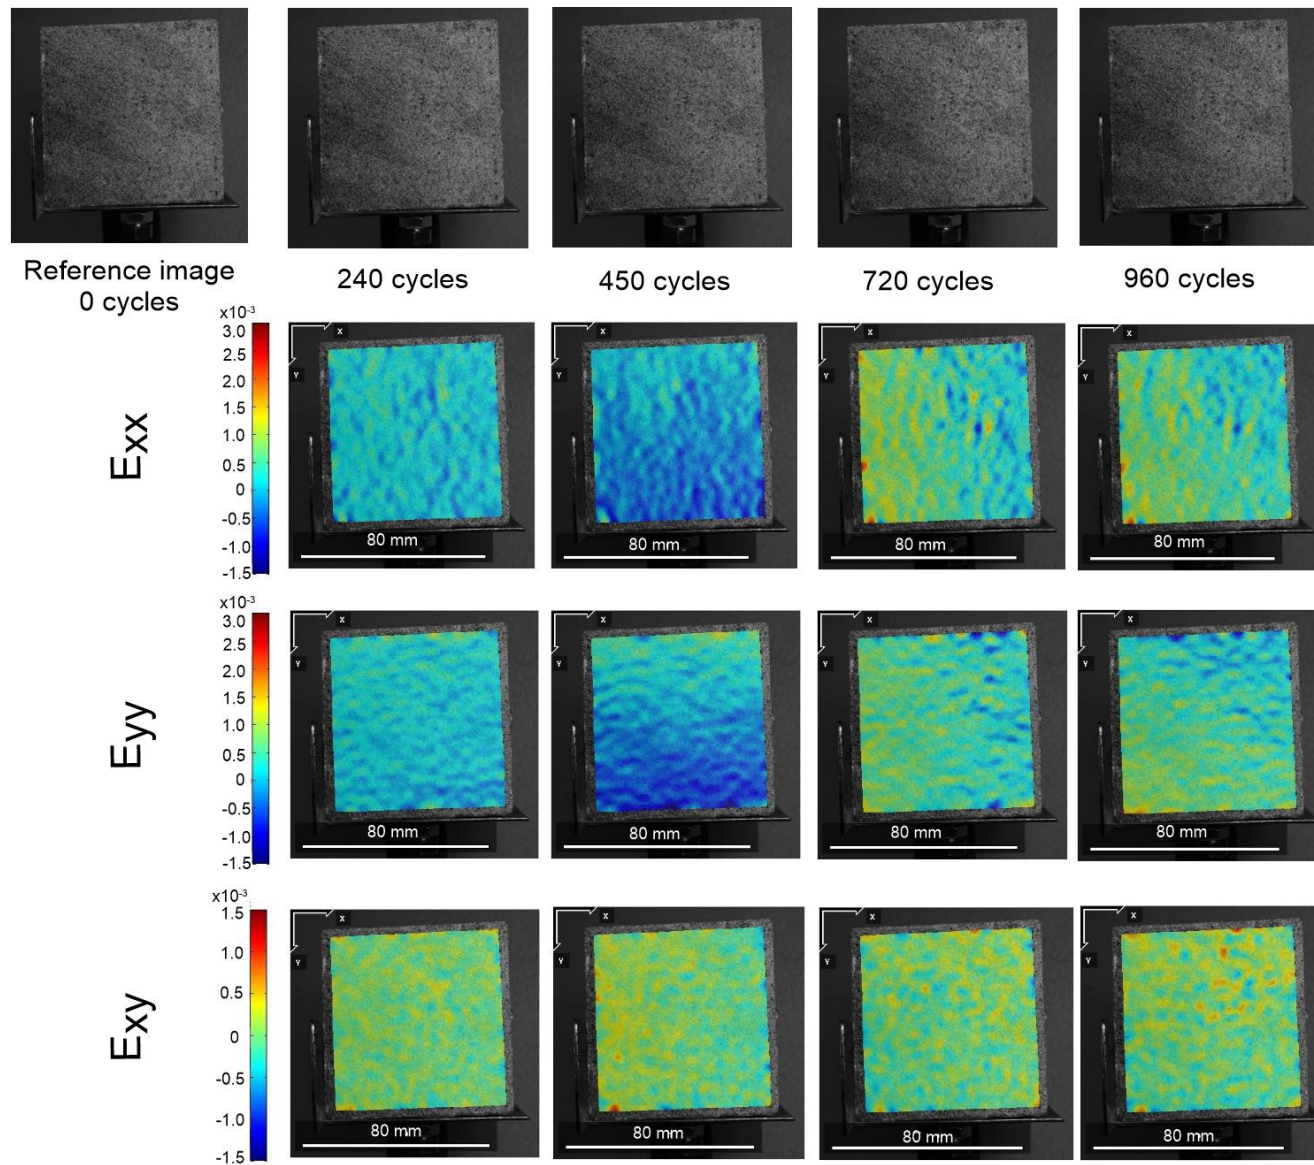 Reference image
0 cycles
240 cycles
450 cycles
720 cycles
960 cycles
Exx
x10-3
3.0
2.5
2.0
1.5
1.0
0.5
0
-0.5
-1.0
-1.5
X
Y
80 mm
X
Y
80 mm
X
Y
80 mm
X
Y
80 mm
Eyy
x10-3
3.0
2.5
2.0
1.5
1.0
0.5
0
-0.5
-1.0
-1.5
X
Y
80 mm
X
Y
80 mm
X
Y
80 mm
X
Y
80 mm
Exy
x10-3
1.5
1.0
0.5
0
-0.5
-1.0
-1.5
X
Y
80 mm
X
Y
80 mm
X
Y
80 mm
X
Y
80 mm